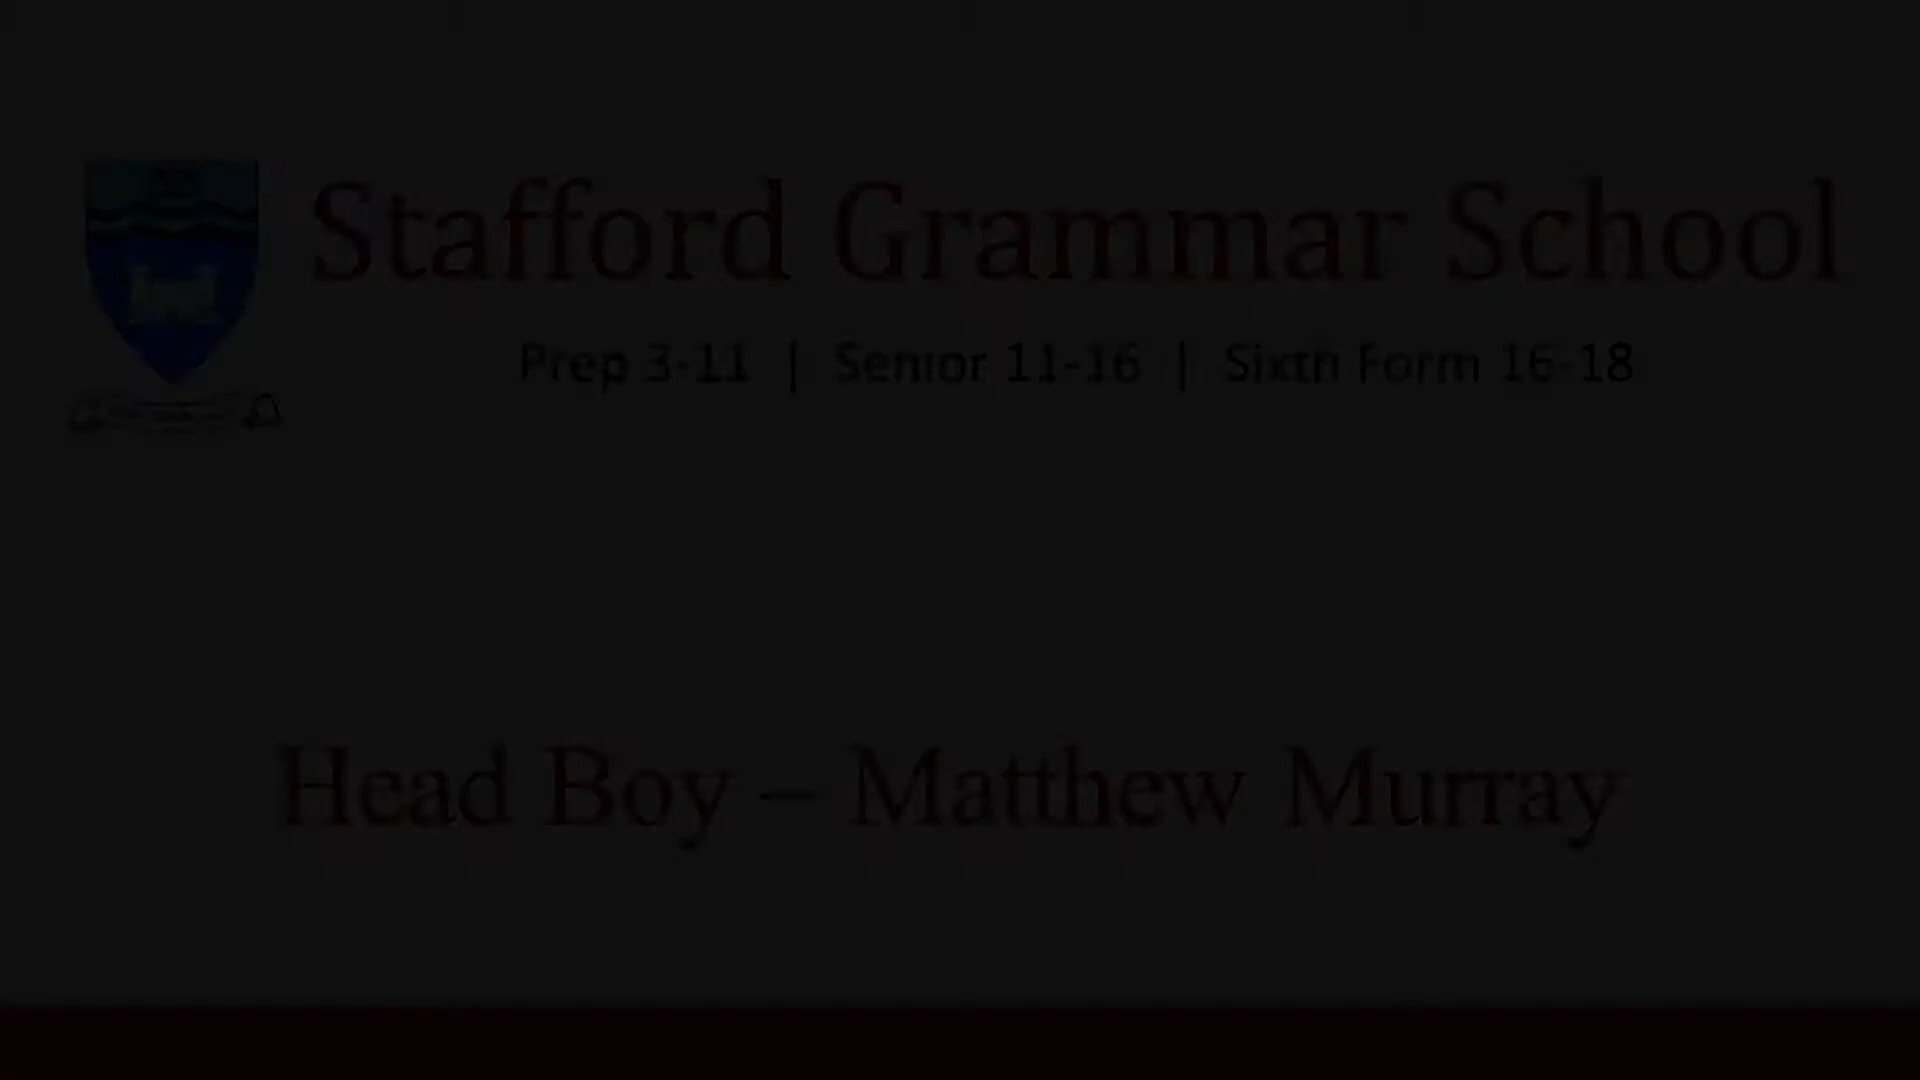 Stafford Grammar School
Prep 3-11 | Senior 11-16 | Sixth Form 16-18
Head Boy – Matthew Murray